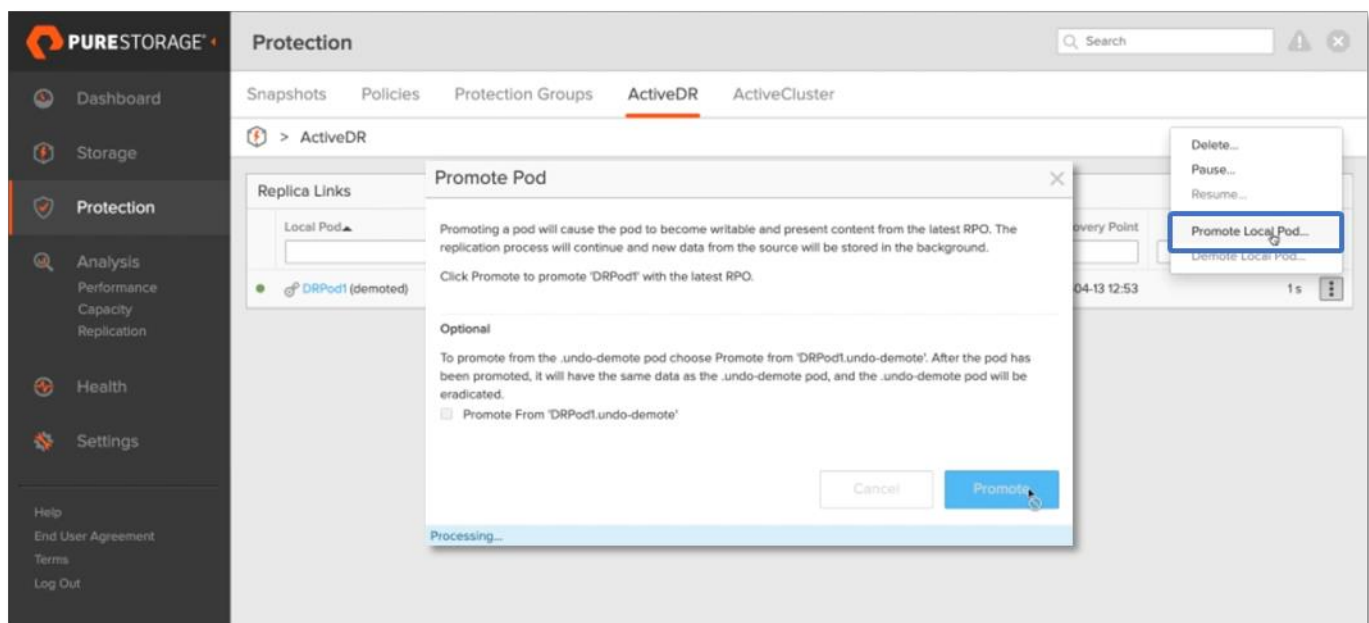 PURESTORAGE®
Protection
Search
Dashboard
Storage
Protection
Analysis
Performance
Capacity
Replication
Health
Settings
Help
End User Agreement
Terms
Log Out
Snapshots Policies Protection Groups ActiveDR ActiveCluster
> ActiveDR
Replica Links
Local Pod
DRPod1 (demoted)
Promote Pod
Promoting a pod will cause the pod to become writable and present content from the latest RPO. The
replication process will continue and new data from the source will be stored in the background.
Click Promote to promote 'DRPod1' with the latest RPO.
Optional
To promote from the .undo-demote pod choose Promote from 'DRPod1.undo-demote'. After the pod has
been promoted, it will have the same data as the .undo-demote pod, and the .undo-demote pod will be
eradicated.
Promote From 'DRPod1.undo-demote'
Cancel Promote
Processing...
Delete...
Pause...
Resume...
Promote Local Pod...
Demote Local Pod...
overy Point
04-13 12:53 1 s